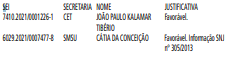 SEI SECRETARIA NOME JUSTIFICATIVA
7410.2021/0001226-1 CET JOÃO PAULO KALAMAR Favorável.
TIBÉRIO
6029.2021/0007477-8 SMSU CÁTIA DA CONCEIÇÃO Favorável. Informação SNJ
nº 305/2013